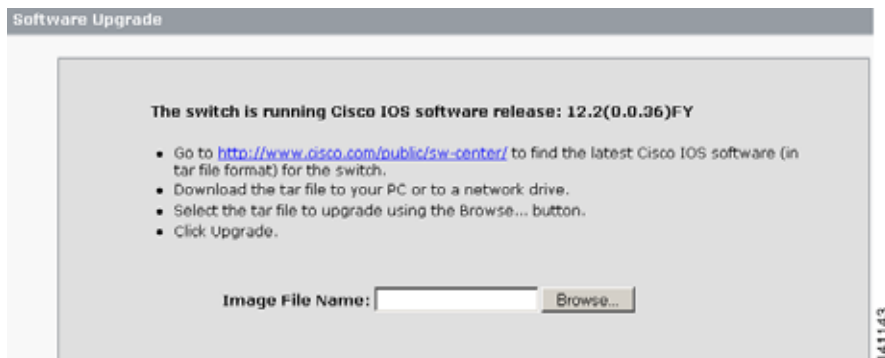 Software Upgrade
The switch is running Cisco IOS software release: 12.2(0.0.36)FY
• Go to http://www.cisco.com/public/sw-center/ to find the latest Cisco IOS software (in
tar file format) for the switch.
• Download the tar file to your PC or to a network drive.
• Select the tar file to upgrade using the Browse... button.
• Click Upgrade.
Image File Name: Browse...
141143